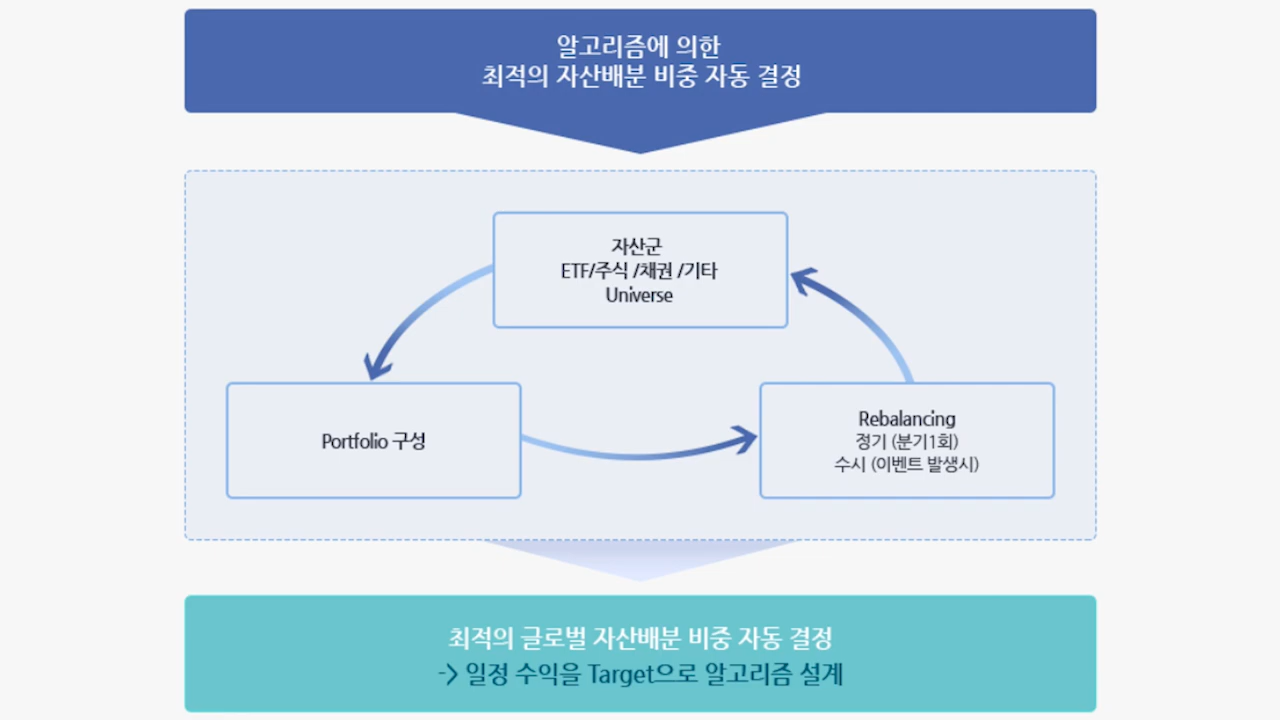 알고리즘에 의한
최적의 자산배분 비중 자동 결정
자산군
ETF/주식 /채권 /기타
Universe
Portfolio 구성
Rebalancing
정기 (분기1회)
수시 (이벤트 발생시)
최적의 글로벌 자산배분 비중 자동 결정
-> 일정 수익을 Target으로 알고리즘 설계